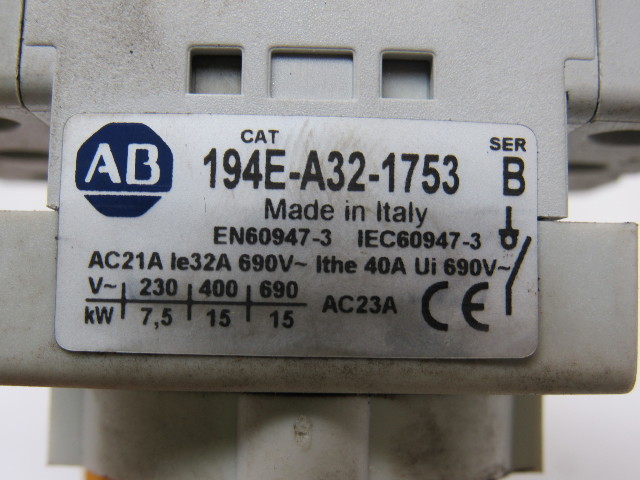 AB
CAT
194E-A32-1753
SER
B
Made in Italy
EN60947-3 IEC60947-3
AC21A Ie32A 690V~ Ithe 40A Ui 690V~
V~ 230 400 690
kW 7,5 15 15
AC23A
CE